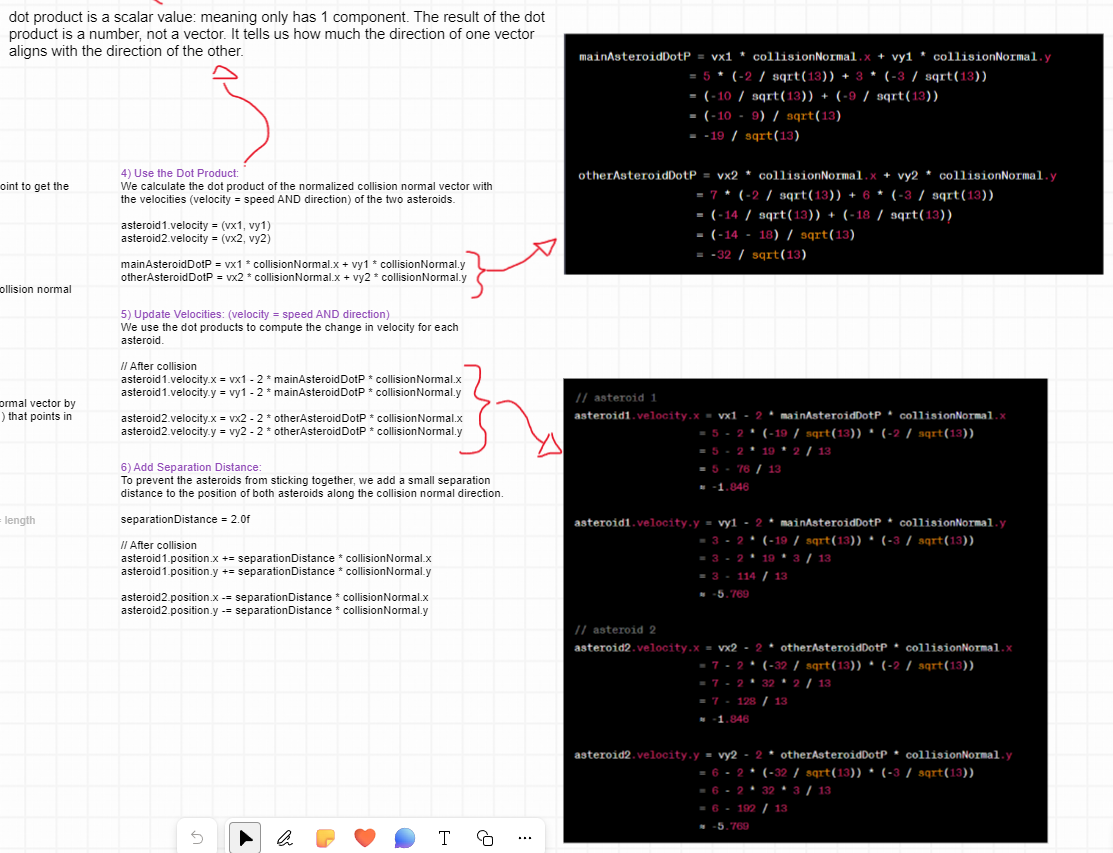 dot product is a scalar value: meaning only has 1 component. The result of the dot
product is a number, not a vector. It tells us how much the direction of one vector
aligns with the direction of the other.
oint to get the
ollision normal
ormal vector by
) that points in
length
4) Use the Dot Product:
We calculate the dot product of the normalized collision normal vector with
the velocities (velocity = speed AND direction) of the two asteroids.
asteroid1.velocity = (vx1, vy1)
asteroid2.velocity = (vx2, vy2)
mainAsteroidDotP = vx1 * collisionNormal.x + vy1 * collisionNormal.y
otherAsteroidDotP = vx2 * collisionNormal.x + vy2 * collisionNormal.y
5) Update Velocities: (velocity = speed AND direction)
We use the dot products to compute the change in velocity for each
asteroid.
// After collision
asteroid1.velocity.x = vx1 - 2 * mainAsteroidDotP * collisionNormal.x
asteroid1.velocity.y = vy1 - 2 * mainAsteroidDotP * collisionNormal.y
asteroid2.velocity.x = vx2 - 2 * otherAsteroidDotP * collisionNormal.x
asteroid2.velocity.y = vy2 - 2 * otherAsteroidDotP * collisionNormal.y
6) Add Separation Distance:
To prevent the asteroids from sticking together, we add a small separation
distance to the position of both asteroids along the collision normal direction.
separationDistance = 2.0f
// After collision
asteroid1.position.x += separationDistance * collisionNormal.x
asteroid1.position.y += separationDistance * collisionNormal.y
asteroid2.position.x -= separationDistance * collisionNormal.x
asteroid2.position.y -= separationDistance * collisionNormal.y
mainAsteroidDotP = vx1 * collisionNormal.x + vy1 * collisionNormal.y
= 5 * (-2 / sqrt(13)) + 3 * (-3 / sqrt(13))
= (-10 / sqrt(13)) + (-9 / sqrt(13))
= (-10 - 9) / sqrt(13)
= -19 / sqrt(13)
otherAsteroidDotP = vx2 * collisionNormal.x + vy2 * collisionNormal.y
= 7 * (-2 / sqrt(13)) + 6 * (-3 / sqrt(13))
= (-14 / sqrt(13)) + (-18 / sqrt(13))
= (-14 - 18) / sqrt(13)
= -32 / sqrt(13)
// asteroid 1
asteroid1.velocity.x = vx1 - 2 * mainAsteroidDotP * collisionNormal.x
= 5 - 2 * (-19 / sqrt(13)) * (-2 / sqrt(13))
= 5 - 2 * 19 * 2 / 13
= 5 - 76 / 13
≈ -1.846
asteroid1.velocity.y = vy1 - 2 * mainAsteroidDotP * collisionNormal.y
= 3 - 2 * (-19 / sqrt(13)) * (-3 / sqrt(13))
= 3 - 2 * 19 * 3 / 13
= 3 - 114 / 13
≈ -5.769
// asteroid 2
asteroid2.velocity.x = vx2 - 2 * otherAsteroidDotP * collisionNormal.x
= 7 - 2 * (-32 / sqrt(13)) * (-2 / sqrt(13))
= 7 - 2 * 32 * 2 / 13
= 7 - 128 / 13
≈ -1.846
asteroid2.velocity.y = vy2 - 2 * otherAsteroidDotP * collisionNormal.y
= 6 - 2 * (-32 / sqrt(13)) * (-3 / sqrt(13))
= 6 - 2 * 32 * 3 / 13
= 6 - 192 / 13
≈ -5.769
T